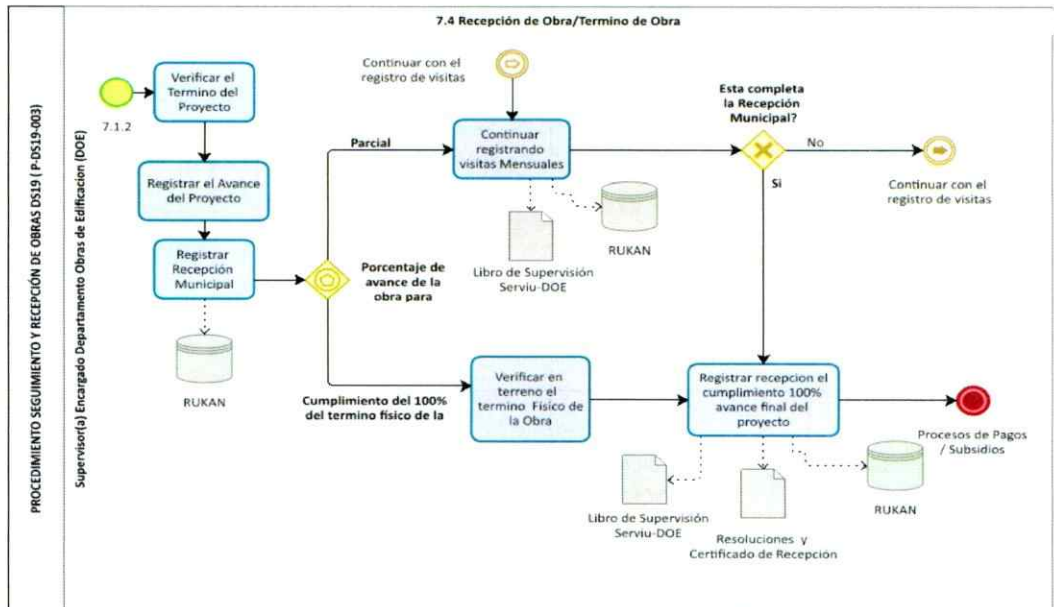 7.4 Recepción de Obra/Termino de Obra
PROCEDIMIENTO SEGUIMIENTO Y RECEPCIÓN DE OBRAS DS19 ( P-DS19-003)
Supervisor(a) Encargado Departamento Obras de Edificacion (DOE)
7.1.2
Verificar el
Termino del
Proyecto
Registrar el Avance
del Proyecto
Registrar
Recepción
Municipal
RUKAN
Porcentaje de
avance de la
obra para
Parcial
Continuar con el
registro de visitas
Continuar
registrando
visitas Mensuales
Libro de Supervisión
Serviu-DOE
RUKAN
Esta completa
la Recepción
Municipal?
No
Continuar con el
registro de visitas
Si
Cumplimiento del 100%
del termino fisico de la
Verificar en
terreno el
termino Fisico de
la Obra
Registrar recepcion el
cumplimiento 100%
avance final del
proyecto
Libro de Supervisión
Serviu-DOE
Resoluciones y
Certificado de Recepción
RUKAN
Procesos de Pagos
/ Subsidios